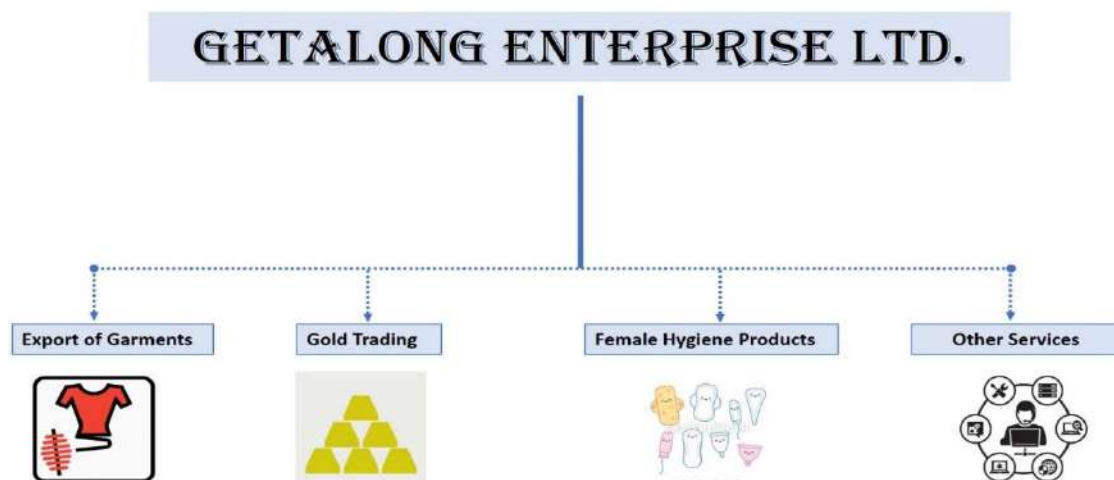 GETALONG ENTERPRISE LTD.
Export of Garments
Gold Trading
Female Hygiene Products
Other Services